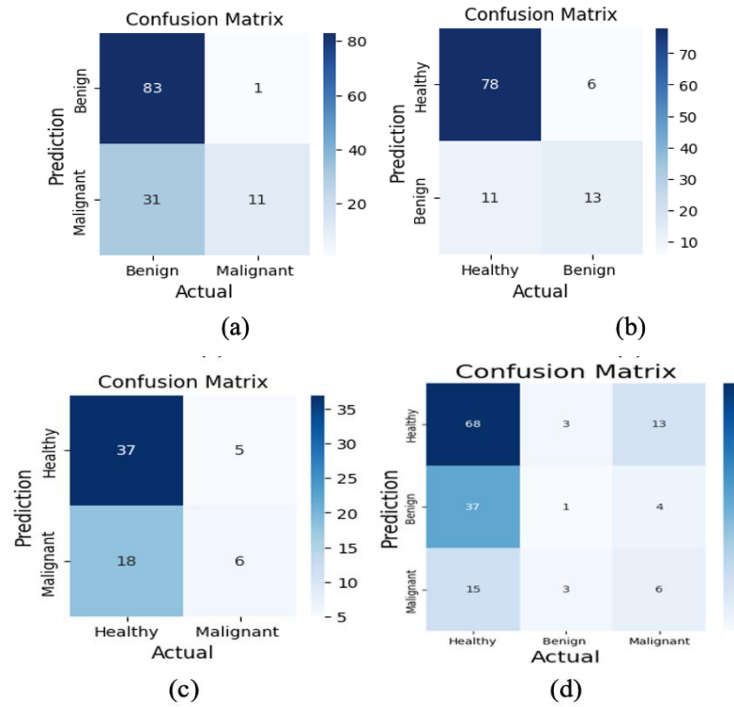 Confusion Matrix
Prediction
Benign
Malignant
83 1
31 11
Benign Malignant
Actual
80
60
40
20
(a)
Confusion Matrix
Prediction
Healthy
Benign
78 6
11 13
Healthy Benign
Actual
70
60
50
40
30
20
10
(b)
Confusion Matrix
Prediction
Healthy
Malignant
37 5
18 6
Healthy Malignant
Actual
35
30
25
20
15
10
5
(c)
Confusion Matrix
Prediction
Healthy
Benign
Malignant
68 3 13
37 1 4
15 3 6
Healthy Benign Malignant
Actual
(d)